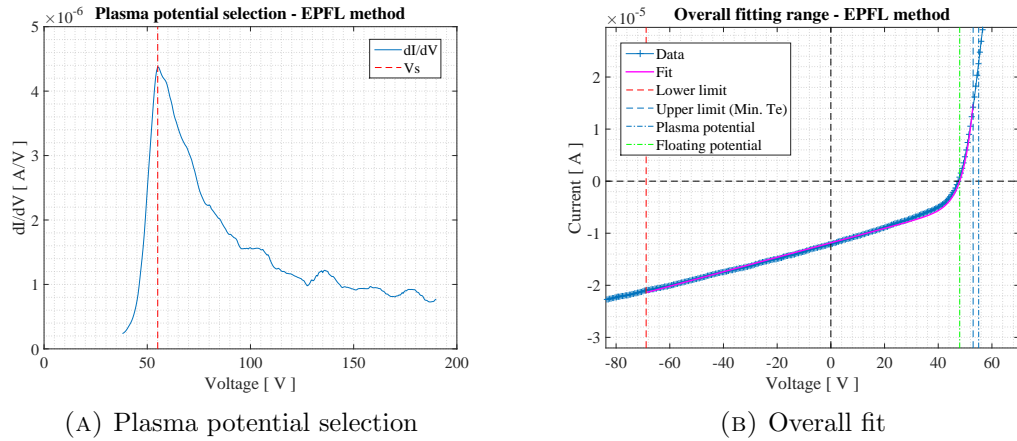 Plasma potential selection - EPFL method
×10^-6
dI/dV [ A/V ]
5
4
3
2
1
0
0 50 100 150 200
Voltage [ V ]
dI/dV
Vs
(A) Plasma potential selection
Overall fitting range - EPFL method
×10^-5
Current [ A ]
2
1
0
-1
-2
-3
-80 -60 -40 -20 0 20 40 60
Voltage [ V ]
Data
Fit
Lower limit
Upper limit (Min. Te)
Plasma potential
Floating potential
(B) Overall fit